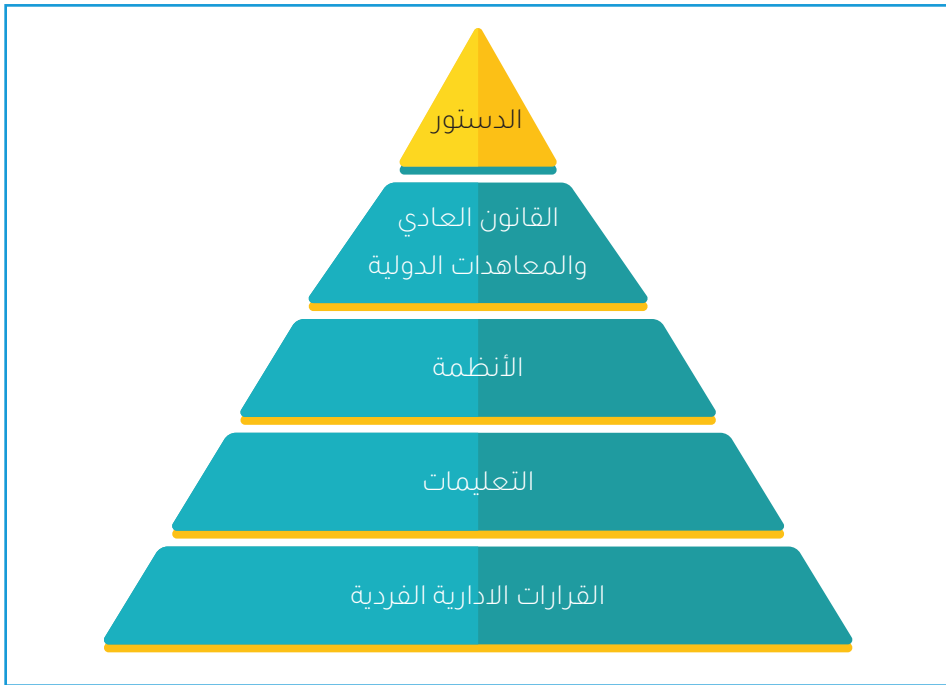 الدستور
القانون العادي
والمعاهدات الدولية
الأنظمة
التعليمات
القرارات الادارية الفردية